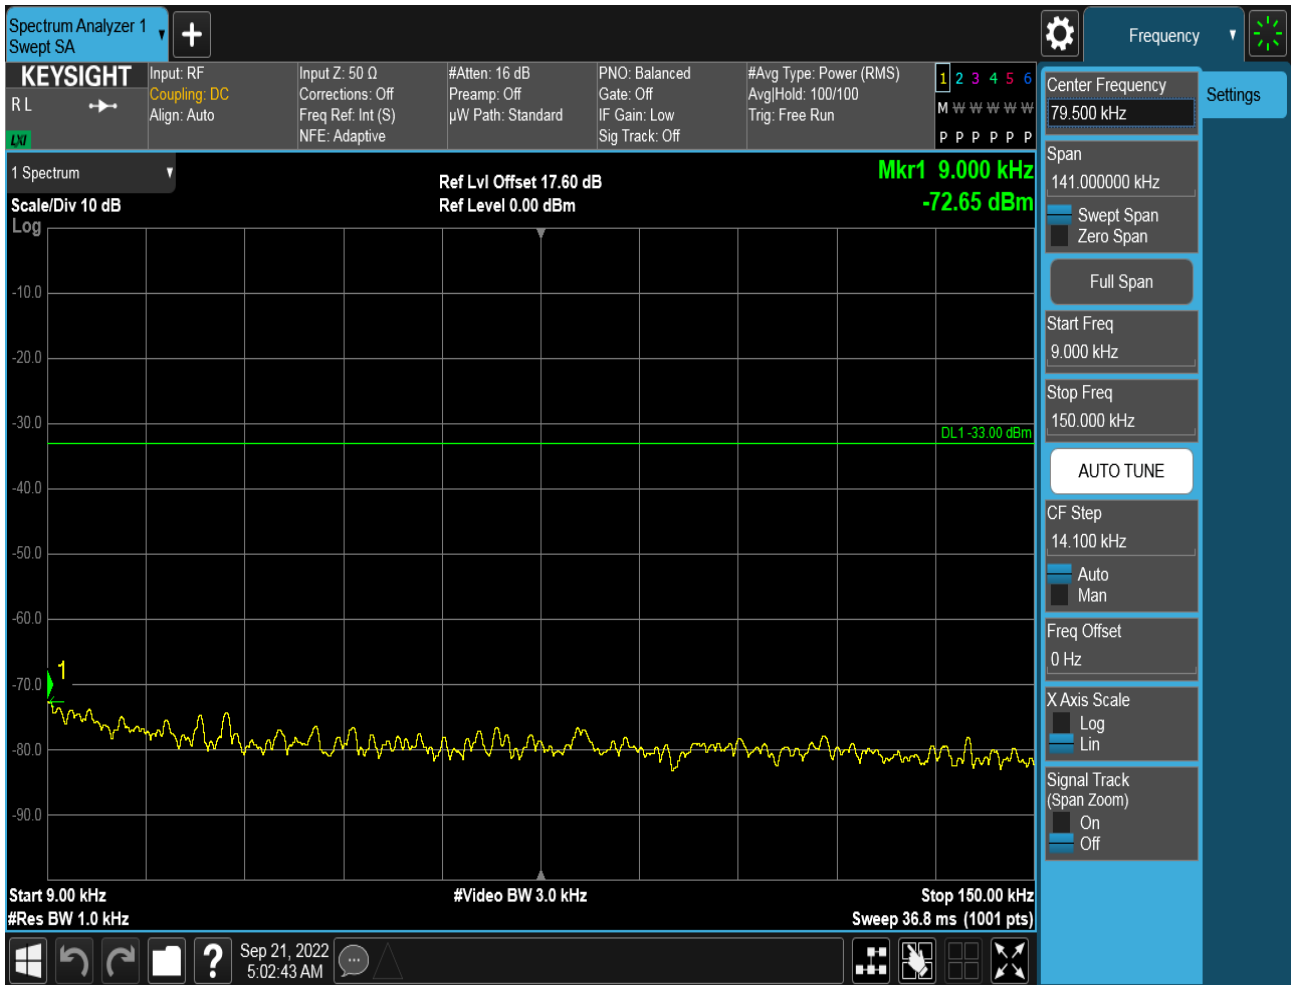 Spectrum Analyzer 1
Swept SA
+
Frequency
KEYSIGHT
R L
LXI
Input: RF
Coupling: DC
Align: Auto
Input Z: 50 Ω
Corrections: Off
Freq Ref: Int (S)
NFE: Adaptive
#Atten: 16 dB
Preamp: Off
µW Path: Standard
PNO: Balanced
Gate: Off
IF Gain: Low
Sig Track: Off
#Avg Type: Power (RMS)
Avg|Hold: 100/100
Trig: Free Run
1 2 3 4 5 6
M W W W W W
P P P P P P
1 Spectrum
Scale/Div 10 dB
Log
Ref Lvl Offset 17.60 dB
Ref Level 0.00 dBm
Mkr1 9.000 kHz
-72.65 dBm
-10.0
-20.0
-30.0
DL1 -33.00 dBm
-40.0
-50.0
-60.0
1
-70.0
-80.0
-90.0
Start 9.00 kHz
#Video BW 3.0 kHz
Stop 150.00 kHz
#Res BW 1.0 kHz
Sweep 36.8 ms (1001 pts)
?
Sep 21, 2022
5:02:43 AM
Center Frequency
79.500 kHz
Settings
Span
141.000000 kHz
Swept Span
Zero Span
Full Span
Start Freq
9.000 kHz
Stop Freq
150.000 kHz
AUTO TUNE
CF Step
14.100 kHz
Auto
Man
Freq Offset
0 Hz
X Axis Scale
Log
Lin
Signal Track
(Span Zoom)
On
Off